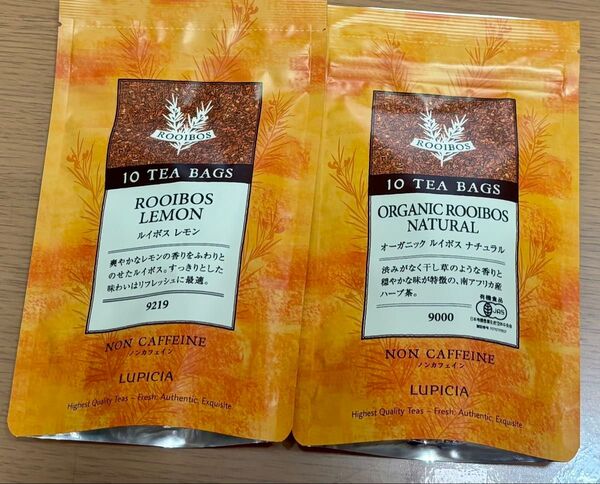 ROOIBOS
10 TEA BAGS
ROOIBOS
LEMON
ルイボス レモン
爽やかなレモンの香りをふわりと
のせたルイボス。すっきりとした
味わいはリフレッシュに最適。
9219
NON CAFFEINE
ノンカフェイン
LUPICIA
Highest Quality Teas – Fresh, Authentic, Exquisite
ROOIBOS
10 TEA BAGS
ORGANIC ROOIBOS
NATURAL
オーガニック ルイボス ナチュラル
渋みがなく干し草のような香りと
穏やかな味が特徴の、南アフリカ産
ハーブ茶。
有機食品
JAS
9000
NON CAFFEINE
ノンカフェイン
LUPICIA
Highest Quality Teas – Fresh, Authentic, Exquisite